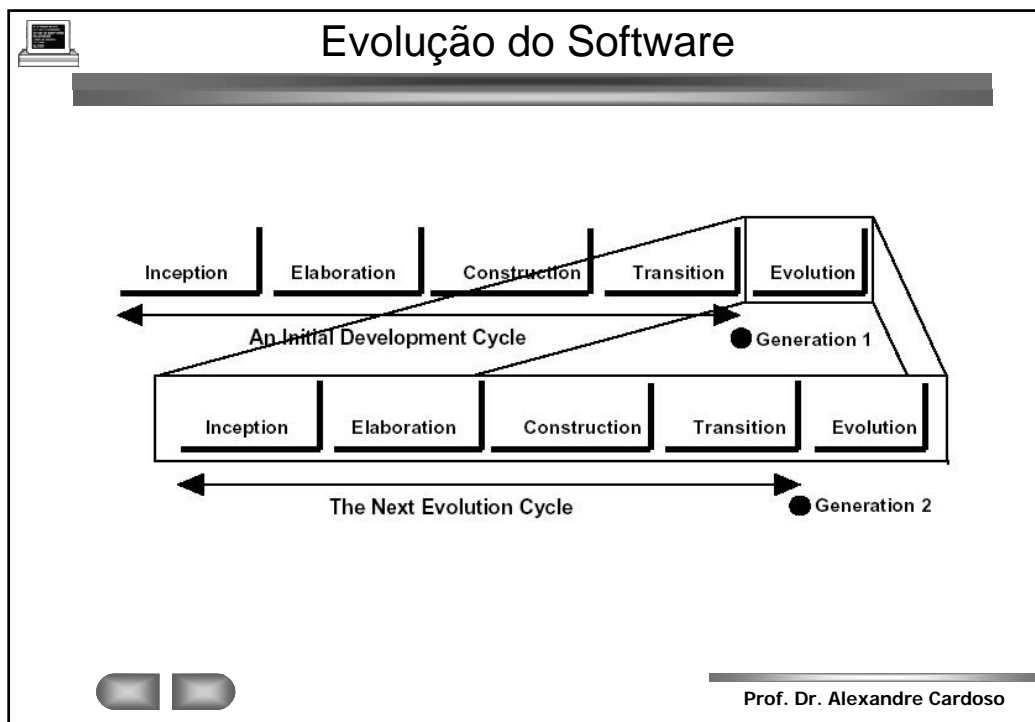 Evolução do Software
Inception Elaboration Construction Transition Evolution
An Initial Development Cycle
Generation 1
Inception Elaboration Construction Transition Evolution
The Next Evolution Cycle
Generation 2
Prof. Dr. Alexandre Cardoso